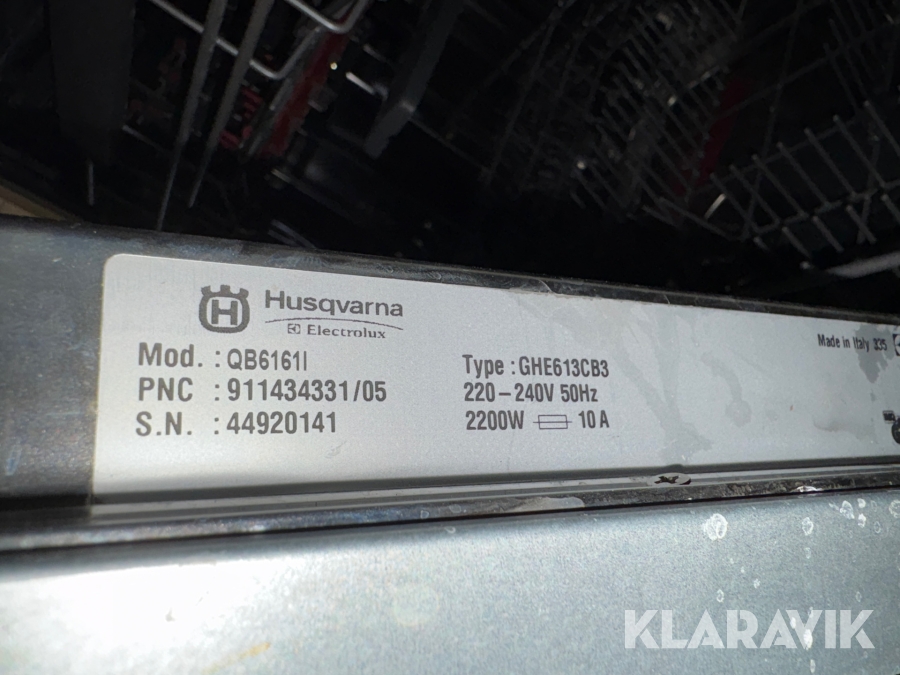 Husqvarna
Electrolux
Mod. : QB6161I
PNC : 911434331/05
S.N. : 44920141
Type : GHE613CB3
220-240V 50Hz
2200W 10 A
Made in Italy
KLARAVIK